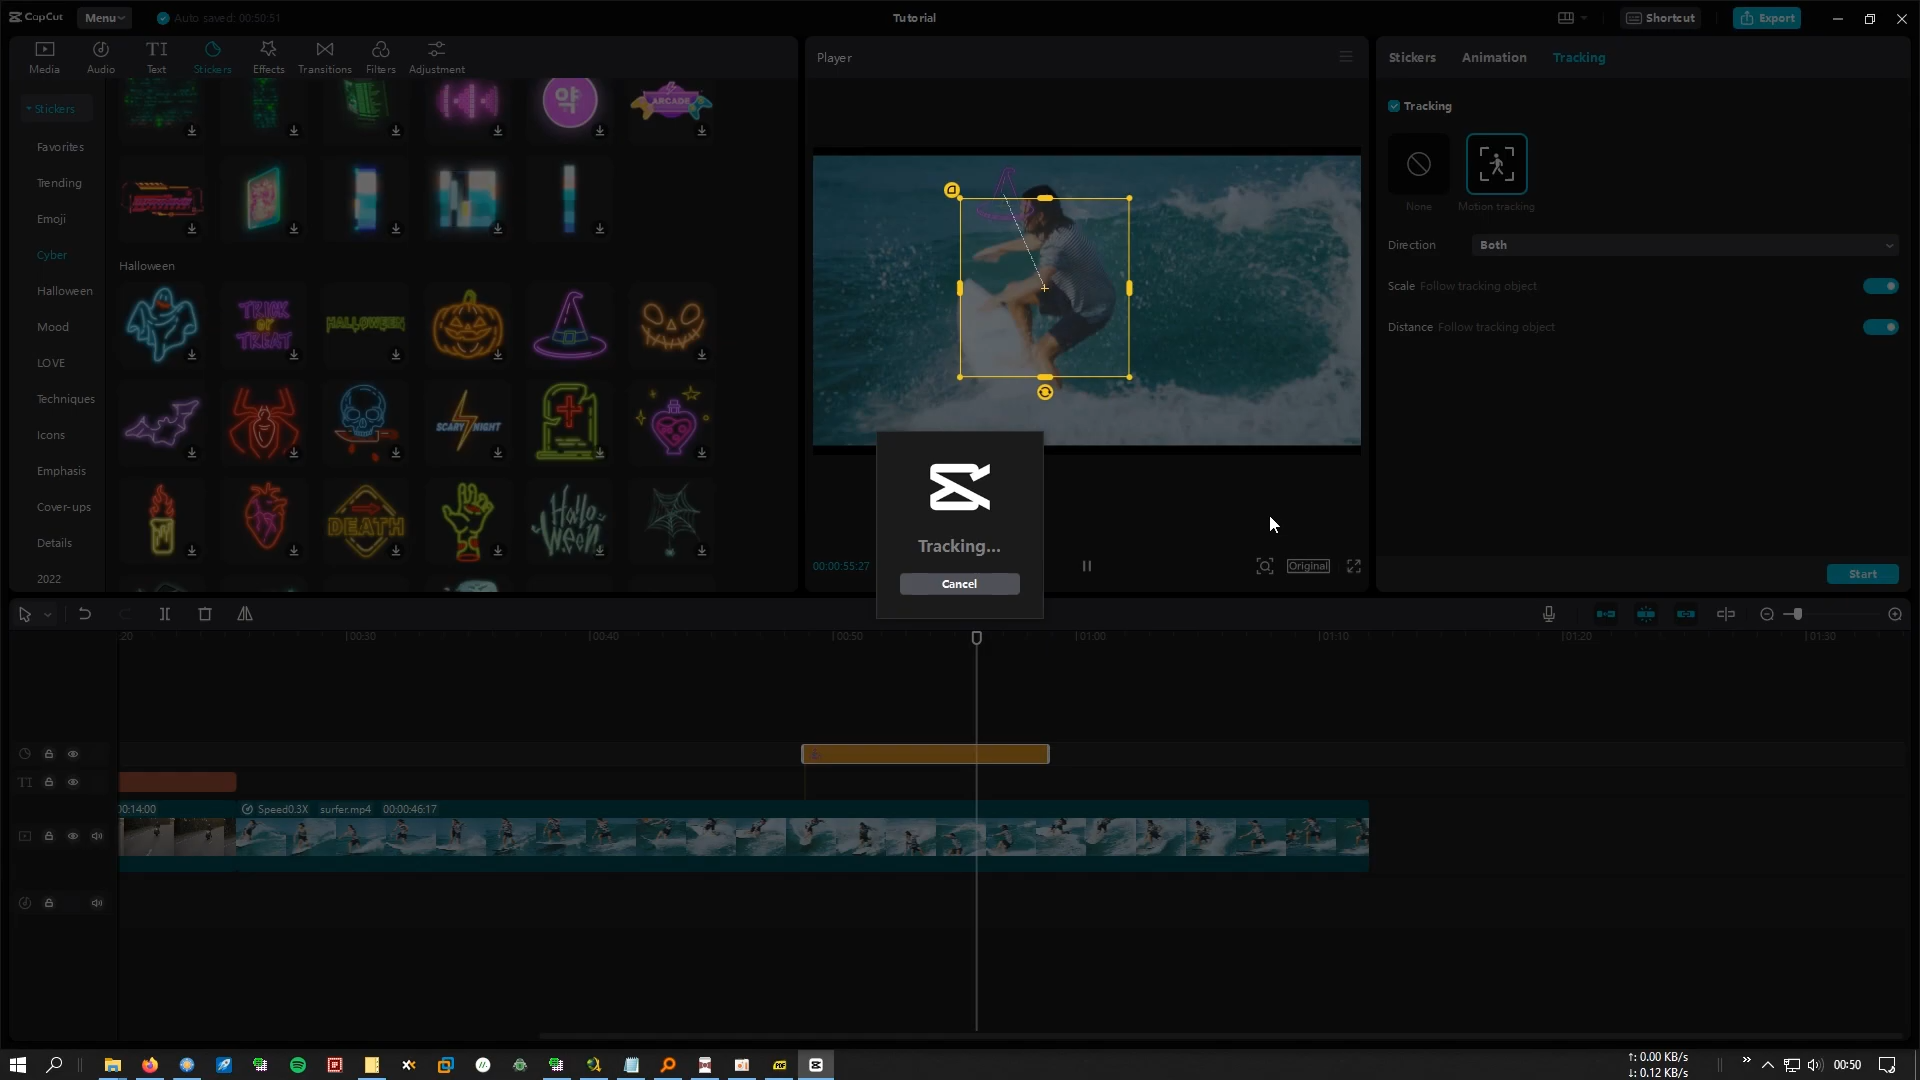 CapCut
Menu
Auto saved: 00:50:51
Tutorial
Shortcut
Export
Media
Audio
Text
Stickers
Effects
Transitions
Filters
Adjustment
Player
Stickers
Animation
Tracking
Stickers
Favorites
Trending
Emoji
Cyber
Halloween
Mood
LOVE
Techniques
Icons
Emphasis
Cover-ups
Details
2022
약
ARCADE
Halloween
TRICK
or
TREAT
HALLOWEEN
SCARY NIGHT
DEATH
Hallo
Ween
Tracking
None
Motion tracking
Direction
Both
Scale Follow tracking object
Distance Follow tracking object
Start
00:00:55:27
Original
Tracking...
Cancel
:20
00:30
00:40
00:50
01:00
01:10
01:20
01:30
TI
00:14:00
Speed0.3X
surfer.mp4
00:00:46:17
↑: 0.00 KB/s
↓: 0.12 KB/s
00:50